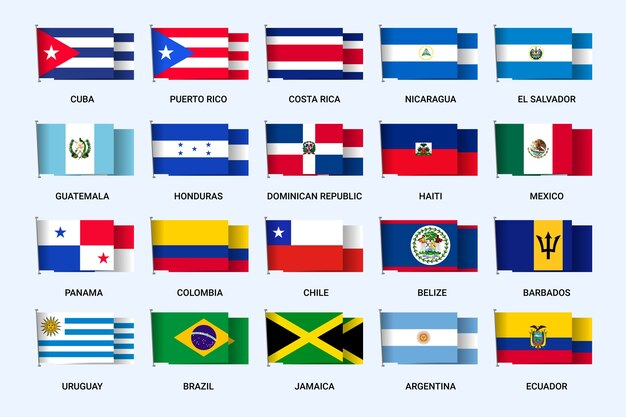 CUBA
PUERTO RICO
COSTA RICA
NICARAGUA
EL SALVADOR
GUATEMALA
HONDURAS
DOMINICAN REPUBLIC
HAITI
MEXICO
PANAMA
COLOMBIA
CHILE
BELIZE
BARBADOS
URUGUAY
BRAZIL
JAMAICA
ARGENTINA
ECUADOR